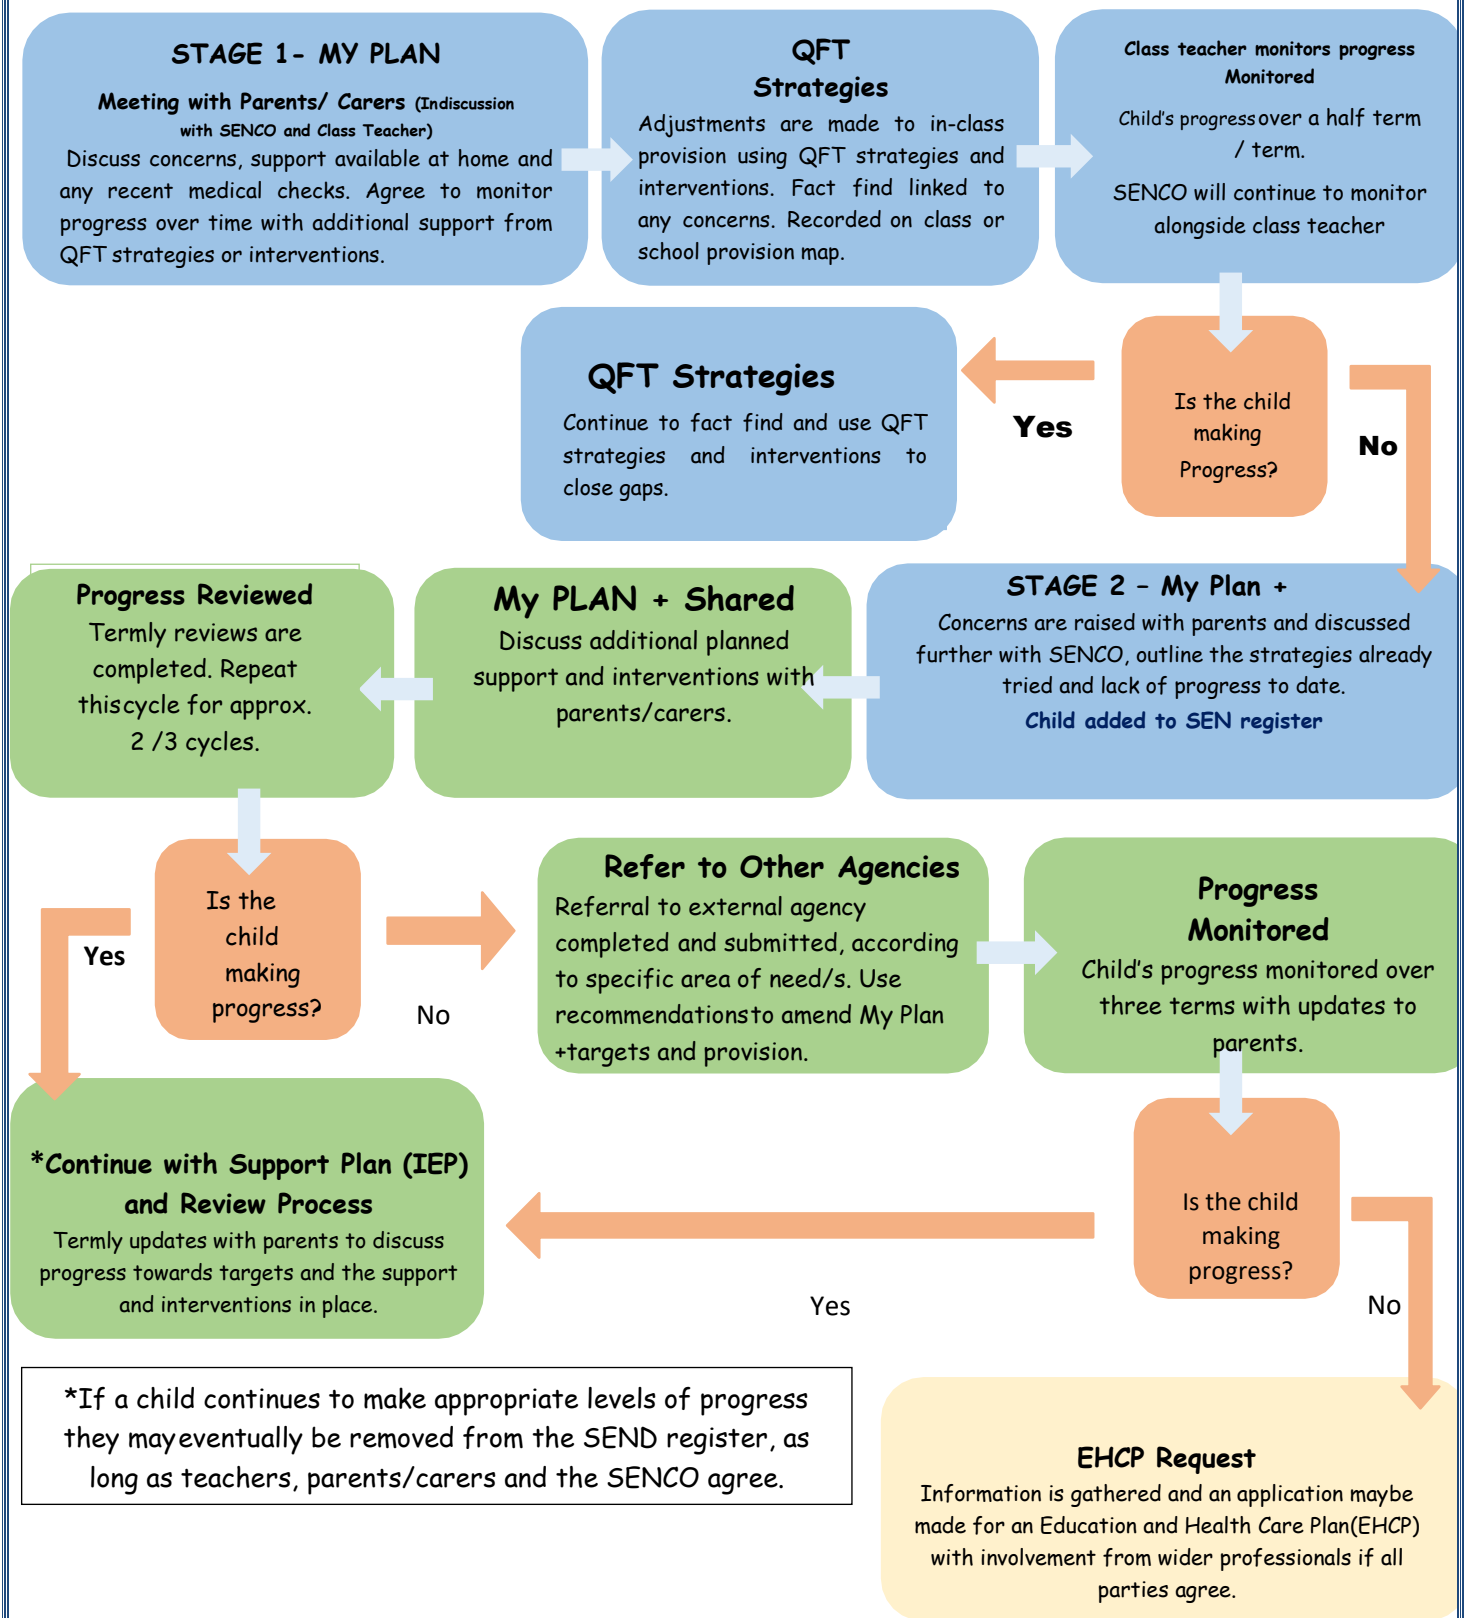 STAGE 1- MY PLAN
Meeting with Parents/ Carers (Indiscussion
with SENCO and Class Teacher)
Discuss concerns, support available at home and
any recent medical checks. Agree to monitor
progress over time with additional support from
QFT strategies or interventions.
QFT
Strategies
Adjustments are made to in-class
provision using QFT strategies and
interventions. Fact find linked to
any concerns. Recorded on class or
school provision map.
Class teacher monitors progress
Monitored
Child's progress over a half term
/ term.
SENCO will continue to monitor
alongside class teacher
Is the child
making
Progress?
Yes
No
QFT Strategies
Continue to fact find and use QFT
strategies and interventions to
close gaps.
STAGE 2 – My Plan +
Concerns are raised with parents and discussed
further with SENCO, outline the strategies already
tried and lack of progress to date.
Child added to SEN register
My PLAN + Shared
Discuss additional planned
support and interventions with
parents/carers.
Progress Reviewed
Termly reviews are
completed. Repeat
thiscycle for approx.
2 /3 cycles.
Is the
child
making
progress?
Yes
No
Refer to Other Agencies
Referral to external agency
completed and submitted, according
to specific area of need/s. Use
recommendationsto amend My Plan
+targets and provision.
Progress
Monitored
Child's progress monitored over
three terms with updates to
parents.
Is the child
making
progress?
Yes
No
*Continue with Support Plan (IEP)
and Review Process
Termly updates with parents to discuss
progress towards targets and the support
and interventions in place.
*If a child continues to make appropriate levels of progress
they mayeventually be removed from the SEND register, as
long as teachers, parents/carers and the SENCO agree.
EHCP Request
Information is gathered and an application maybe
made for an Education and Health Care Plan(EHCP)
with involvement from wider professionals if all
parties agree.